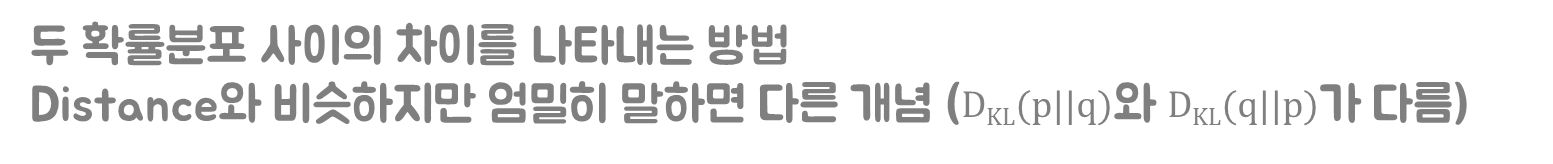 두 확률분포 사이의 차이를 나타내는 방법
Distance와 비슷하지만 엄밀히 말하면 다른 개념 (D_KL(p||q)와 D_KL(q||p)가 다름)